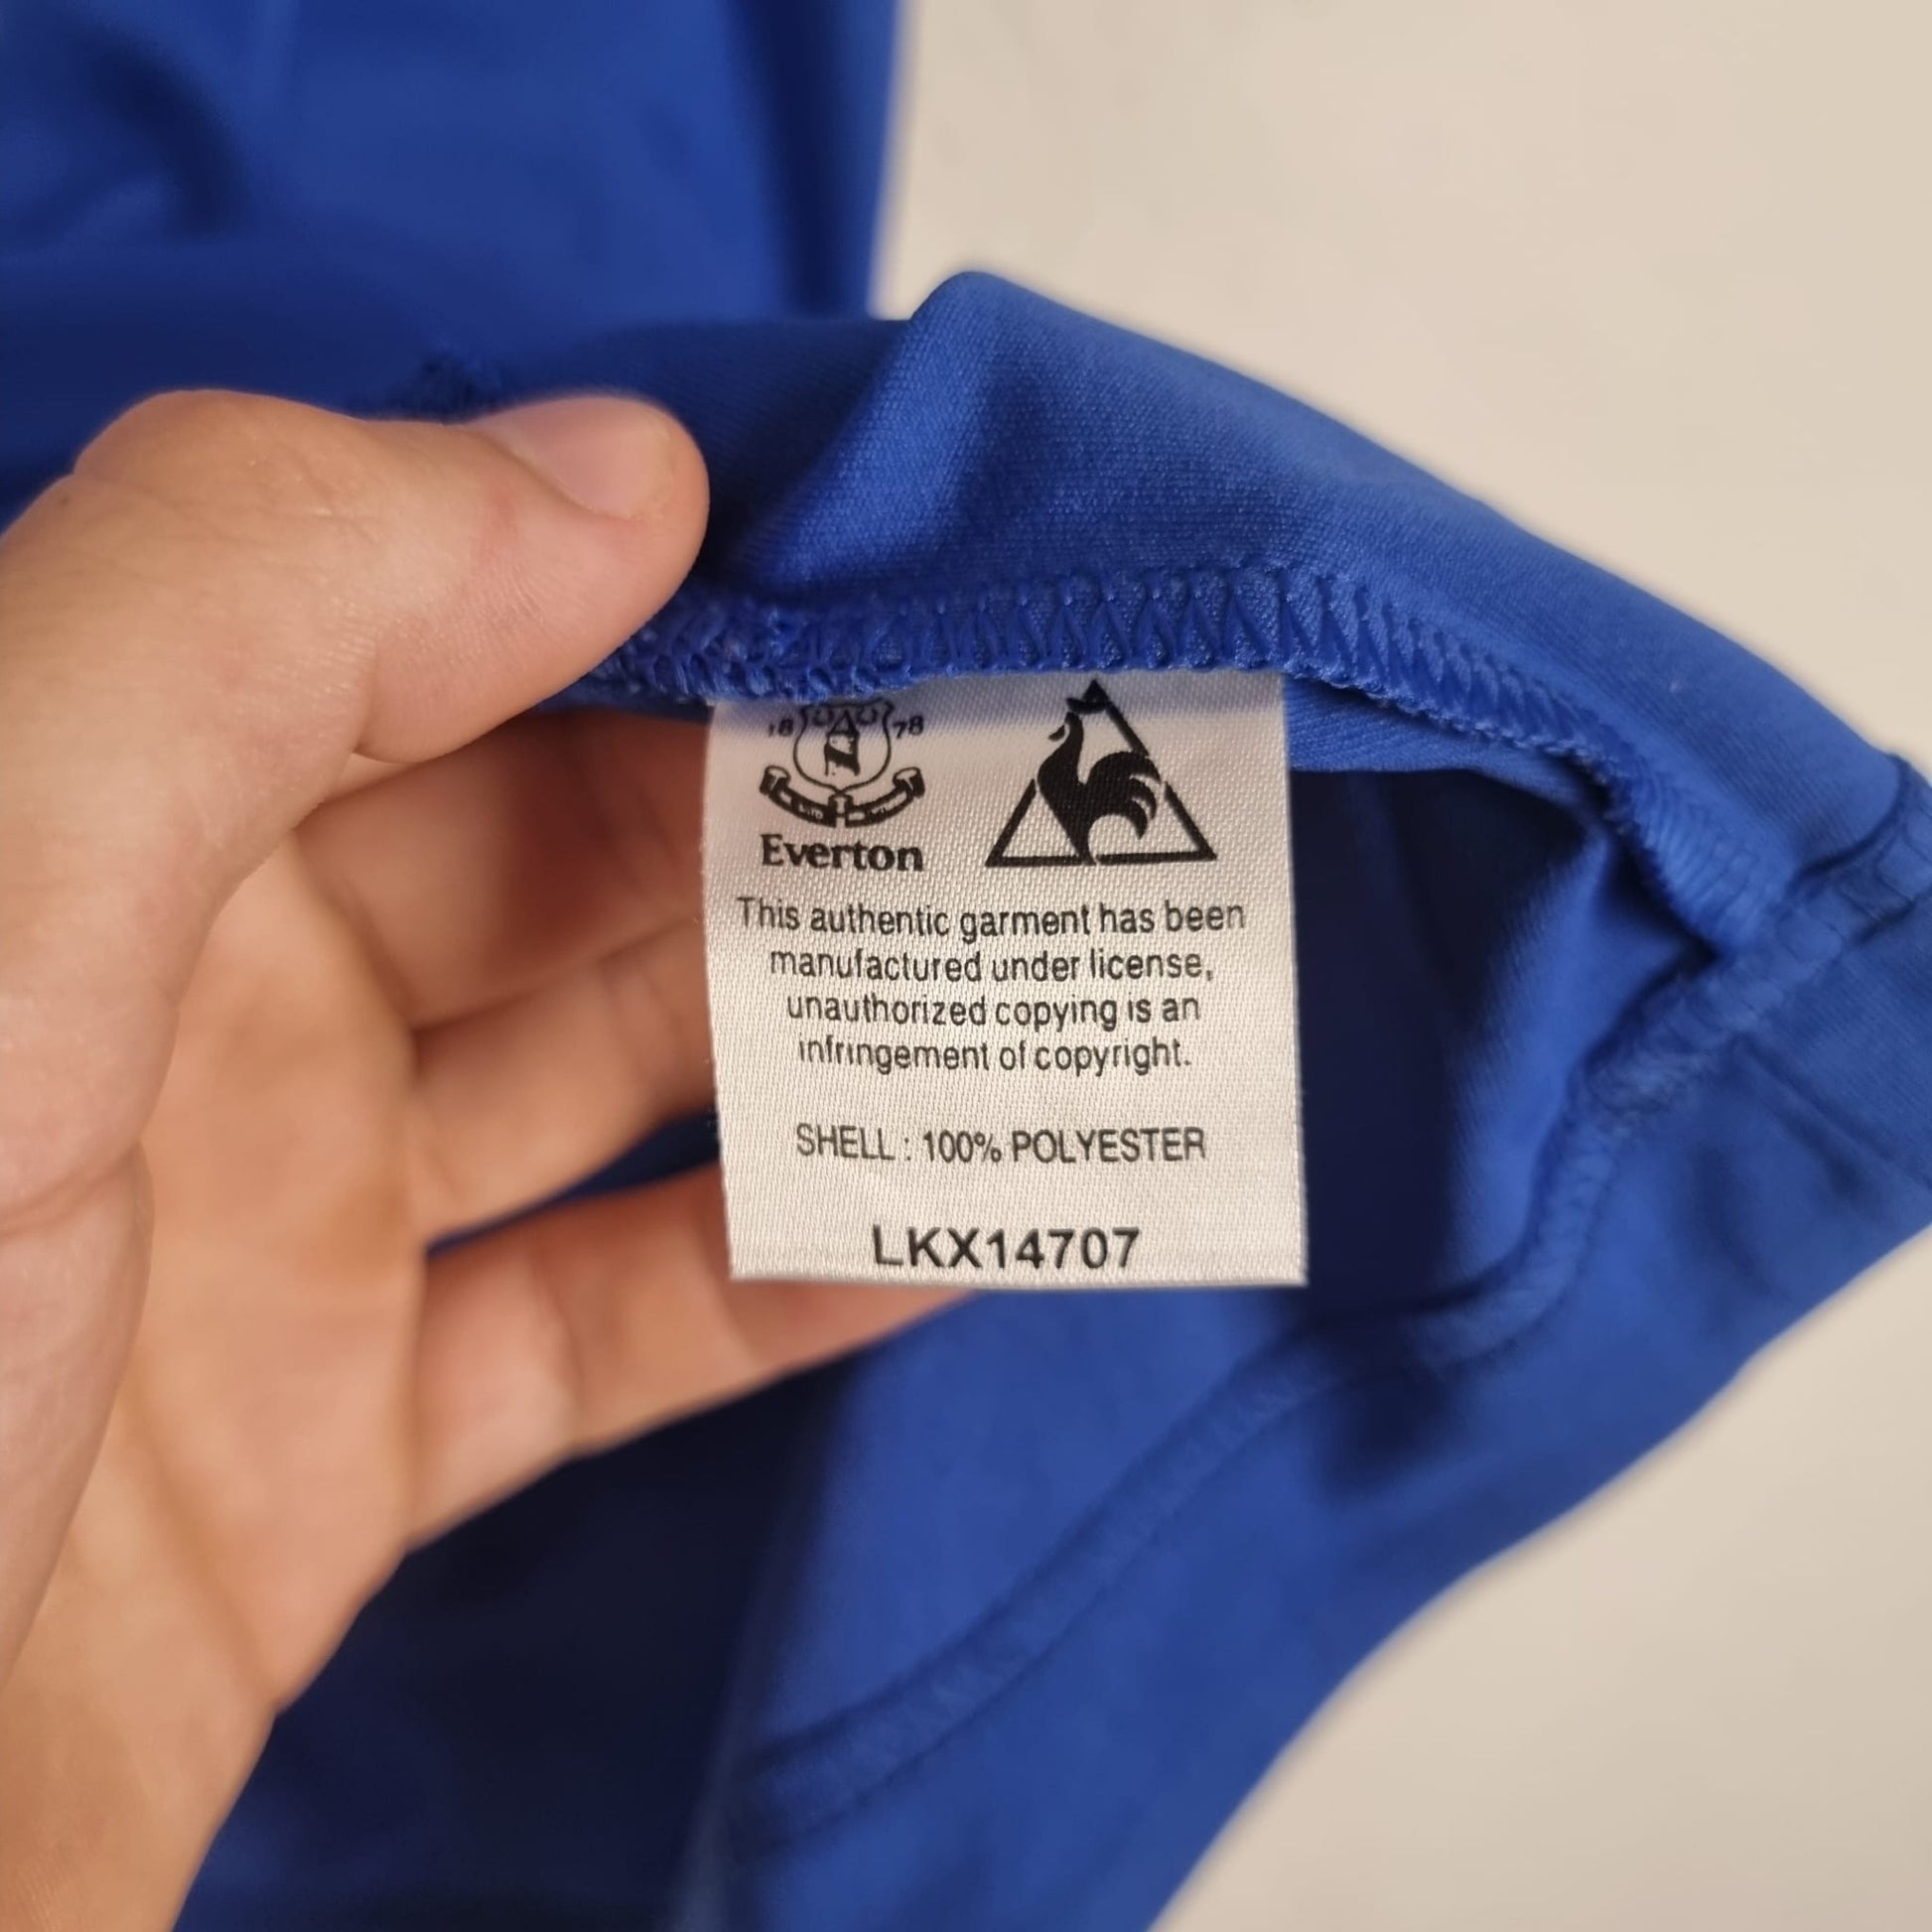 18 78
Everton
This authentic garment has been
manufactured under license,
unauthorized copying is an
infringement of copyright.
SHELL : 100% POLYESTER
LKX14707